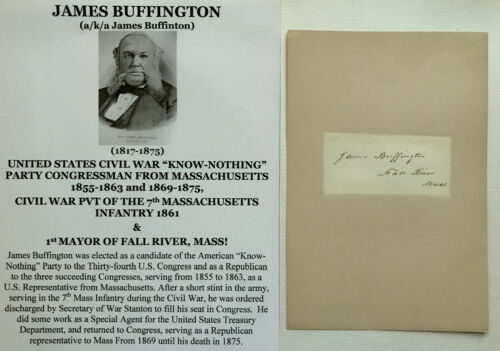 JAMES BUFFINGTON
(a/k/a James Buffinton)
(1817-1875)
UNITED STATES CIVIL WAR “KNOW-NOTHING”
PARTY CONGRESSMAN FROM MASSACHUSETTS
1855-1863 and 1869-1875,
CIVIL WAR PVT OF THE 7th MASSACHUSETTS
INFANTRY 1861
&
1st MAYOR OF FALL RIVER, MASS!
James Buffington was elected as a candidate of the American “Know-
Nothing” Party to the Thirty-fourth U.S. Congress and as a Republican
to the three succeeding Congresses, serving from 1855 to 1863, as a
U.S. Representative from Massachusetts. After a short stint in the army,
serving in the 7th Mass Infantry during the Civil War, he was ordered
discharged by Secretary of War Stanton to fill his seat in Congress. He
did some work as a Special Agent for the United States Treasury
Department, and returned to Congress, serving as a Republican
representative to Mass From 1869 until his death in 1875.
James Buffington
Fall River
Mass